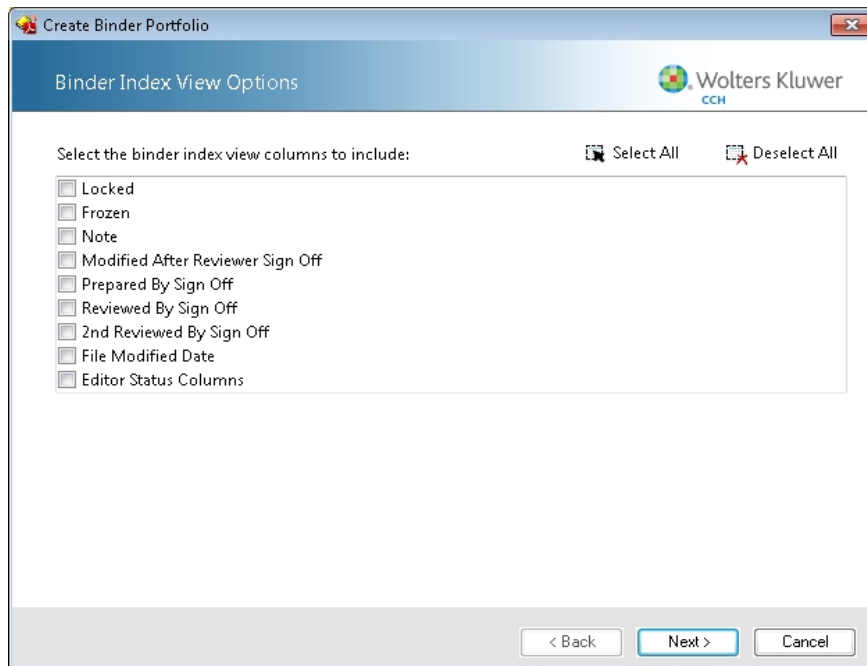 Create Binder Portfolio
Binder Index View Options
Wolters Kluwer
CCH
Select the binder index view columns to include:
Select All
Deselect All
Locked
Frozen
Note
Modified After Reviewer Sign Off
Prepared By Sign Off
Reviewed By Sign Off
2nd Reviewed By Sign Off
File Modified Date
Editor Status Columns
< Back
Next >
Cancel